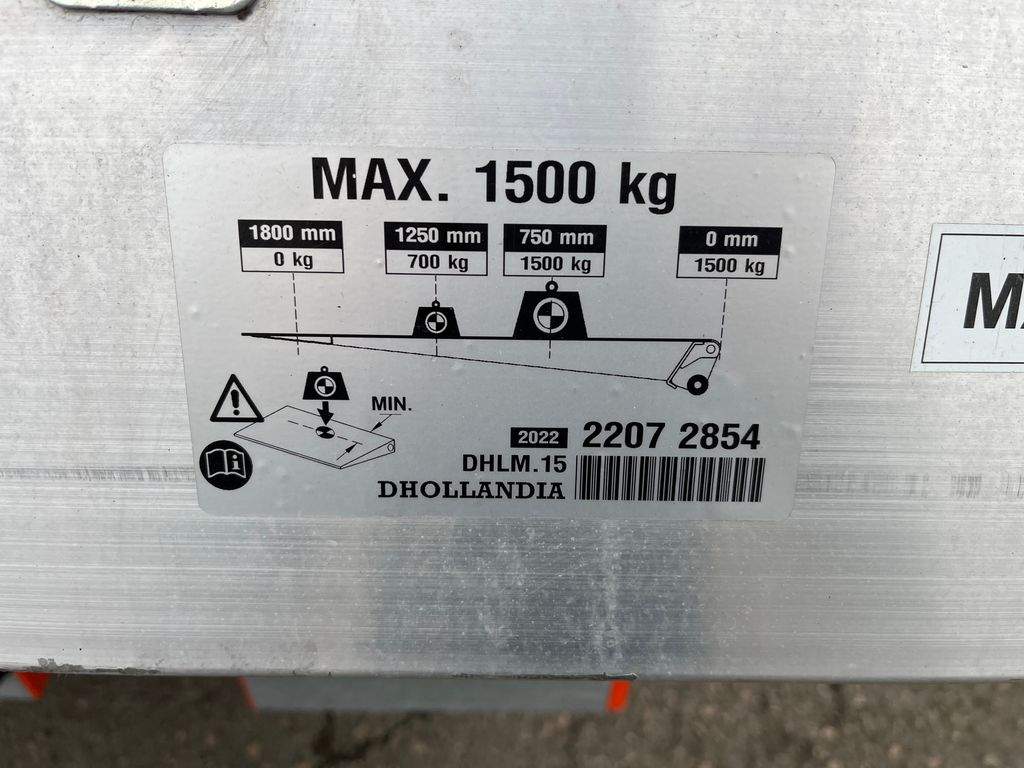 MAX. 1500 kg
1800 mm 1250 mm 750 mm 0 mm
0 kg 700 kg 1500 kg 1500 kg
MIN.
2022 2207 2854
DHLM.15
DHOLLANDIA